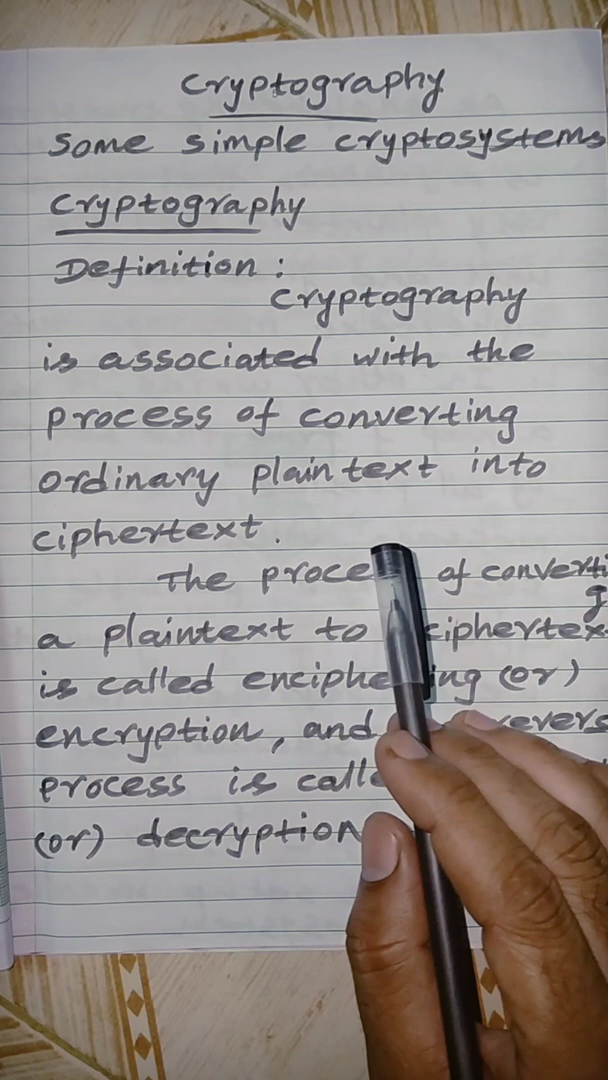 Cryptography
Some simple cryptosystems
Cryptography
Definition :
Cryptography
is associated with the
process of converting
ordinary plaintext into
ciphertext.
The proce of converti
g
a plaintext to ciphertex
is called enciphe ing (or)
encryption, and revers
process is calle
(or) decryption